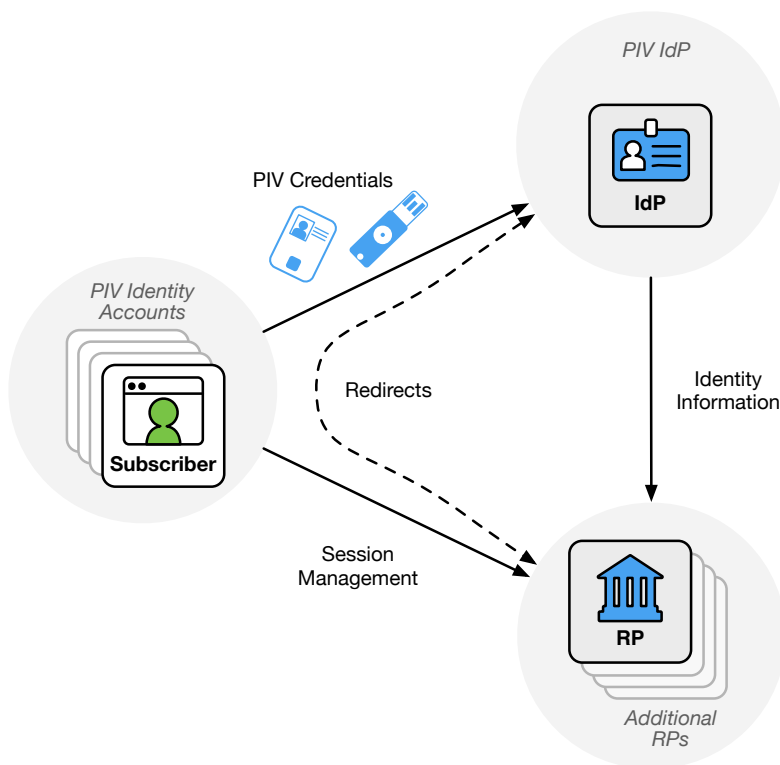 PIV IdP
IdP
PIV Credentials
PIV Identity
Accounts
Subscriber
Redirects
Identity
Information
Session
Management
RP
Additional
RPs